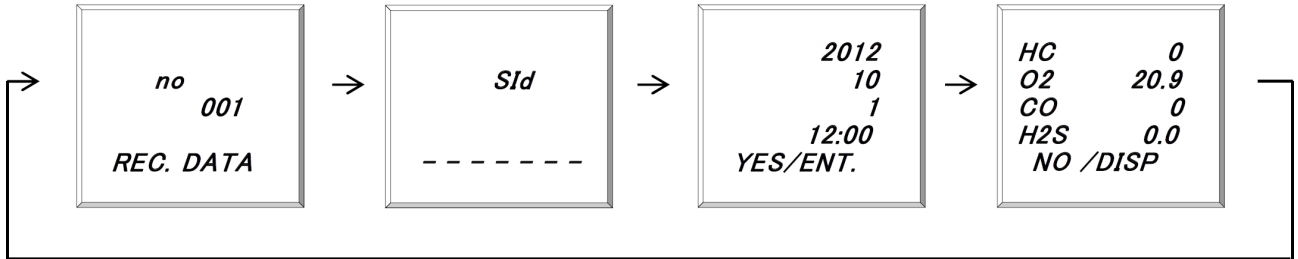 no
001
REC. DATA
SId
- - - - - - -
2012
10
1
12:00
YES/ENT.
HC 0
O2 20.9
CO 0
H2S 0.0
NO /DISP